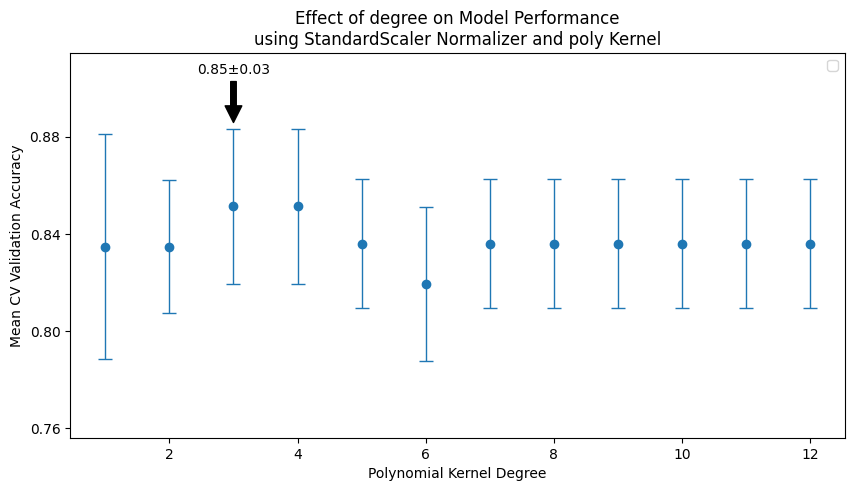 Effect of degree on Model Performance
using StandardScaler Normalizer and poly Kernel
0.85±0.03
0.88
0.84
0.80
0.76
Mean CV Validation Accuracy
2 4 6 8 10 12
Polynomial Kernel Degree